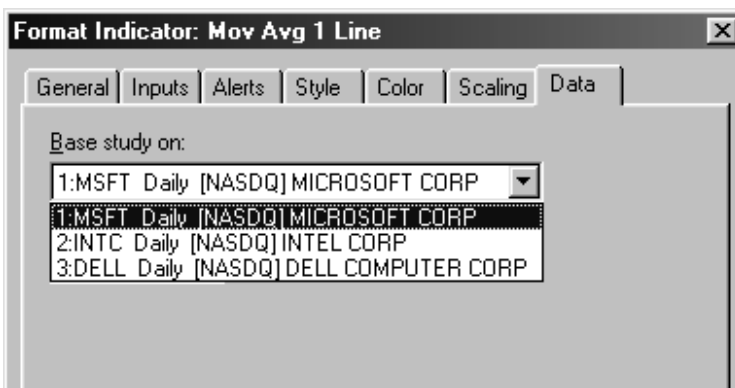 Format Indicator: Mov Avg 1 Line
General Inputs Alerts Style Color Scaling Data
Base study on:
1:MSFT Daily [NASDQ] MICROSOFT CORP
1:MSFT Daily [NASDQ] MICROSOFT CORP
2:INTC Daily [NASDQ] INTEL CORP
3:DELL Daily [NASDQ] DELL COMPUTER CORP